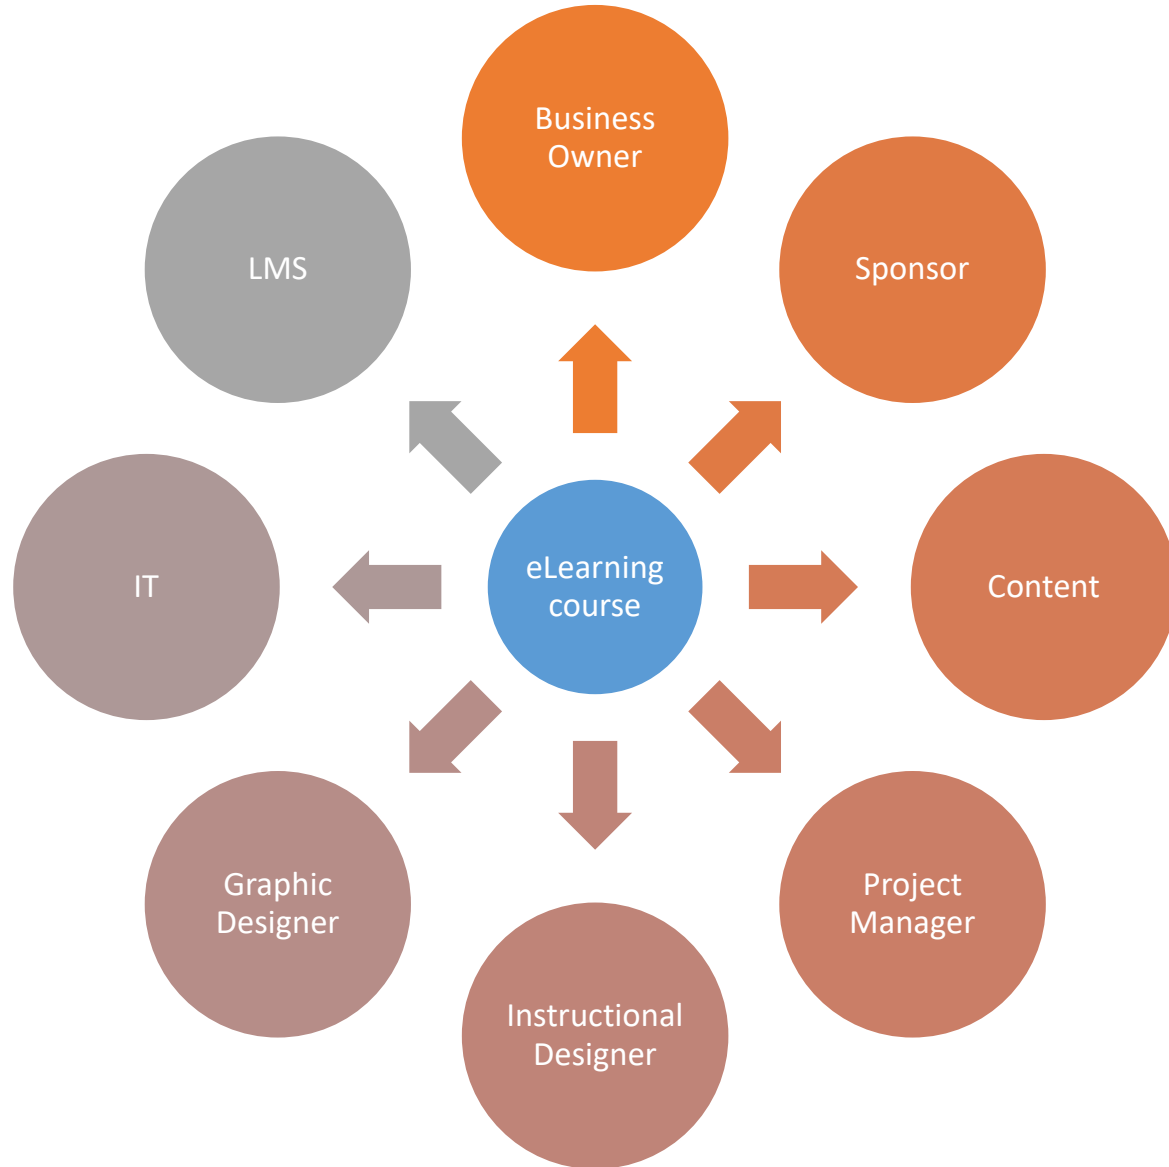 Business
Owner
Sponsor
Content
Project
Manager
Instructional
Designer
Graphic
Designer
IT
LMS
eLearning
course